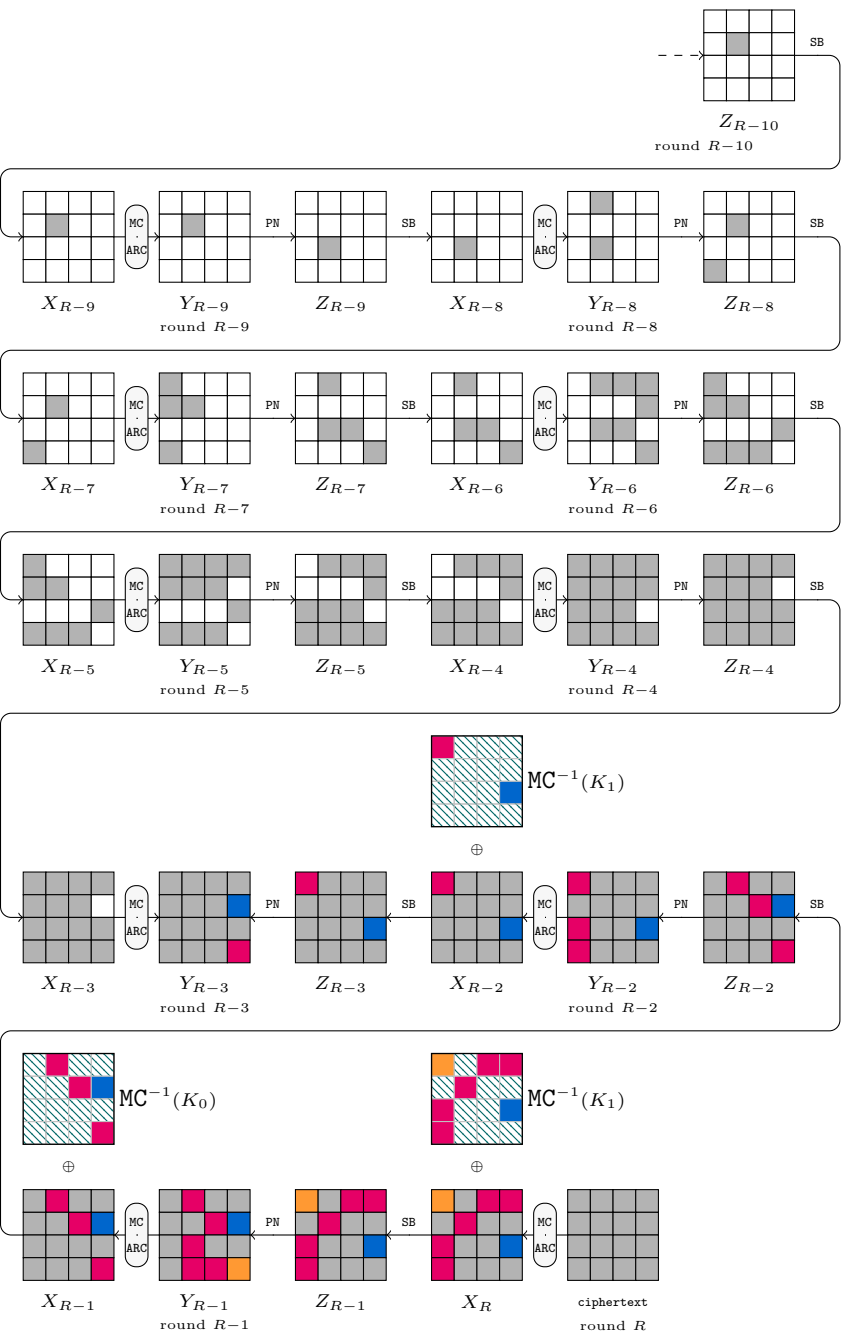 SB
Z_{R−10}
round R−10
MC · ARC PN SB MC · ARC PN SB
X_{R−9} Y_{R−9} Z_{R−9} X_{R−8} Y_{R−8} Z_{R−8}
round R−9 round R−8
MC · ARC PN SB MC · ARC PN SB
X_{R−7} Y_{R−7} Z_{R−7} X_{R−6} Y_{R−6} Z_{R−6}
round R−7 round R−6
MC · ARC PN SB MC · ARC PN SB
X_{R−5} Y_{R−5} Z_{R−5} X_{R−4} Y_{R−4} Z_{R−4}
round R−5 round R−4
MC^{−1}(K_1)
⊕
MC · ARC PN SB MC · ARC PN SB
X_{R−3} Y_{R−3} Z_{R−3} X_{R−2} Y_{R−2} Z_{R−2}
round R−3 round R−2
MC^{−1}(K_0) MC^{−1}(K_1)
⊕ ⊕
MC · ARC PN SB MC · ARC
X_{R−1} Y_{R−1} Z_{R−1} X_R ciphertext
round R−1 round R